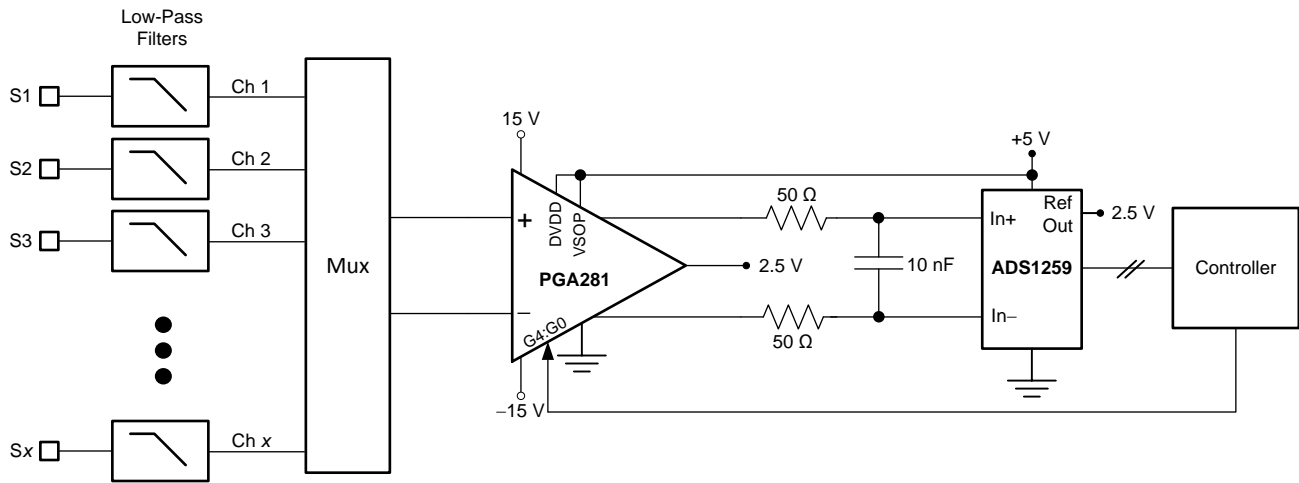 Low-Pass
Filters
S1
Ch 1
S2
Ch 2
S3
Ch 3
Sx
Ch x
Mux
15 V
+
−
DVDD
VSOP
PGA281
G4:G0
−15 V
2.5 V
50 Ω
50 Ω
10 nF
+5 V
In+
In−
Ref
Out
ADS1259
2.5 V
Controller